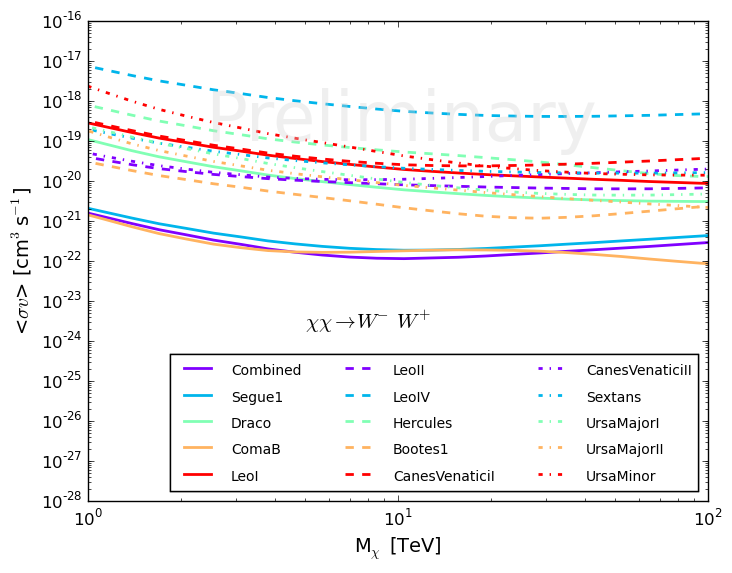 10^-16
10^-17
10^-18
10^-19
10^-20
10^-21
10^-22
10^-23
10^-24
10^-25
10^-26
10^-27
10^-28
<σv> [cm³ s⁻¹]
Preliminary
χχ→W⁻ W⁺
Combined
Segue1
Draco
ComaB
LeoI
LeoII
LeoIV
Hercules
Bootes1
CanesVenaticiI
CanesVenaticiII
Sextans
UrsaMajorI
UrsaMajorII
UrsaMinor
10^0 10^1 10^2
M_χ [TeV]